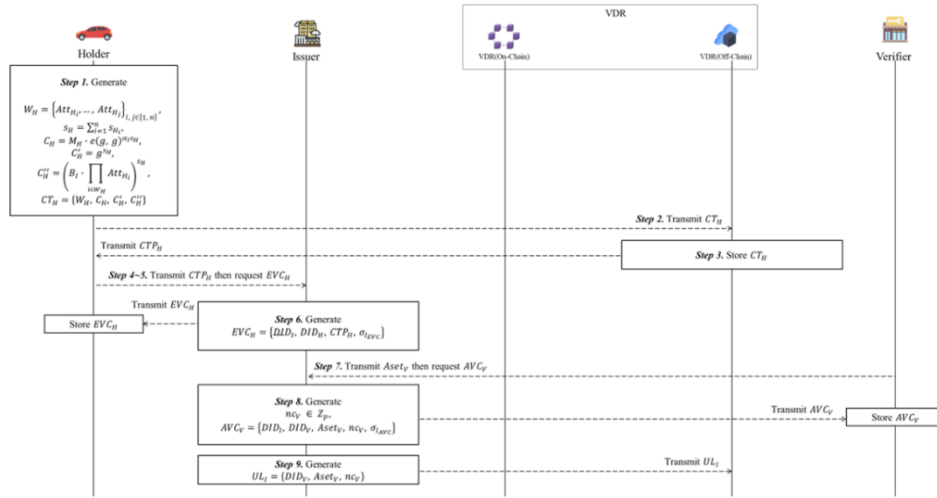 VDR
Holder
Issuer
VDR(On-Chain)
VDR(Off-Chain)
Verifier
Step 1. Generate
W_H = {Att_{H_i}, ..., Att_{H_j}}_{i, j∈[1, n]},
s_H = ∑_{i=1}^{n} s_{H_i},
C_H = M_H · e(g, g)^{α_I s_H},
C'_H = g^{s_H},
C''_H = (B_I · ∏_{i∈W_H} Att_{H_i})^{s_H},
CT_H = {W_H, C_H, C'_H, C''_H}
Step 2. Transmit CT_H
Transmit CTP_H
Step 3. Store CT_H
Step 4~5. Transmit CTP_H then request EVC_H
Transmit EVC_H
Store EVC_H
Step 6. Generate
EVC_H = {DID_I, DID_H, CTP_H, σ_{I_{EVC}}}
Step 7. Transmit Aset_V then request AVC_V
Step 8. Generate
nc_V ∈ Z_p,
AVC_V = {DID_I, DID_V, Aset_V, nc_V, σ_{I_{AVC}}}
Transmit AVC_V
Store AVC_V
Step 9. Generate
UL_I = {DID_V, Aset_V, nc_V}
Transmit UL_I